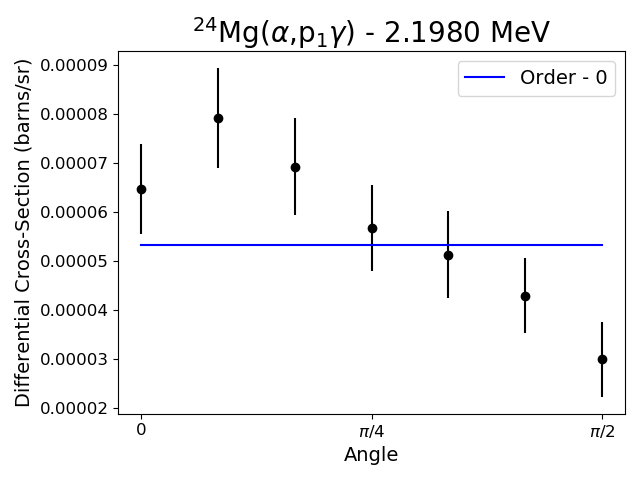 ²⁴Mg(α,p₁γ) - 2.1980 MeV
Order - 0
Differential Cross-Section (barns/sr)
0.00009
0.00008
0.00007
0.00006
0.00005
0.00004
0.00003
0.00002
0 π/4 π/2
Angle